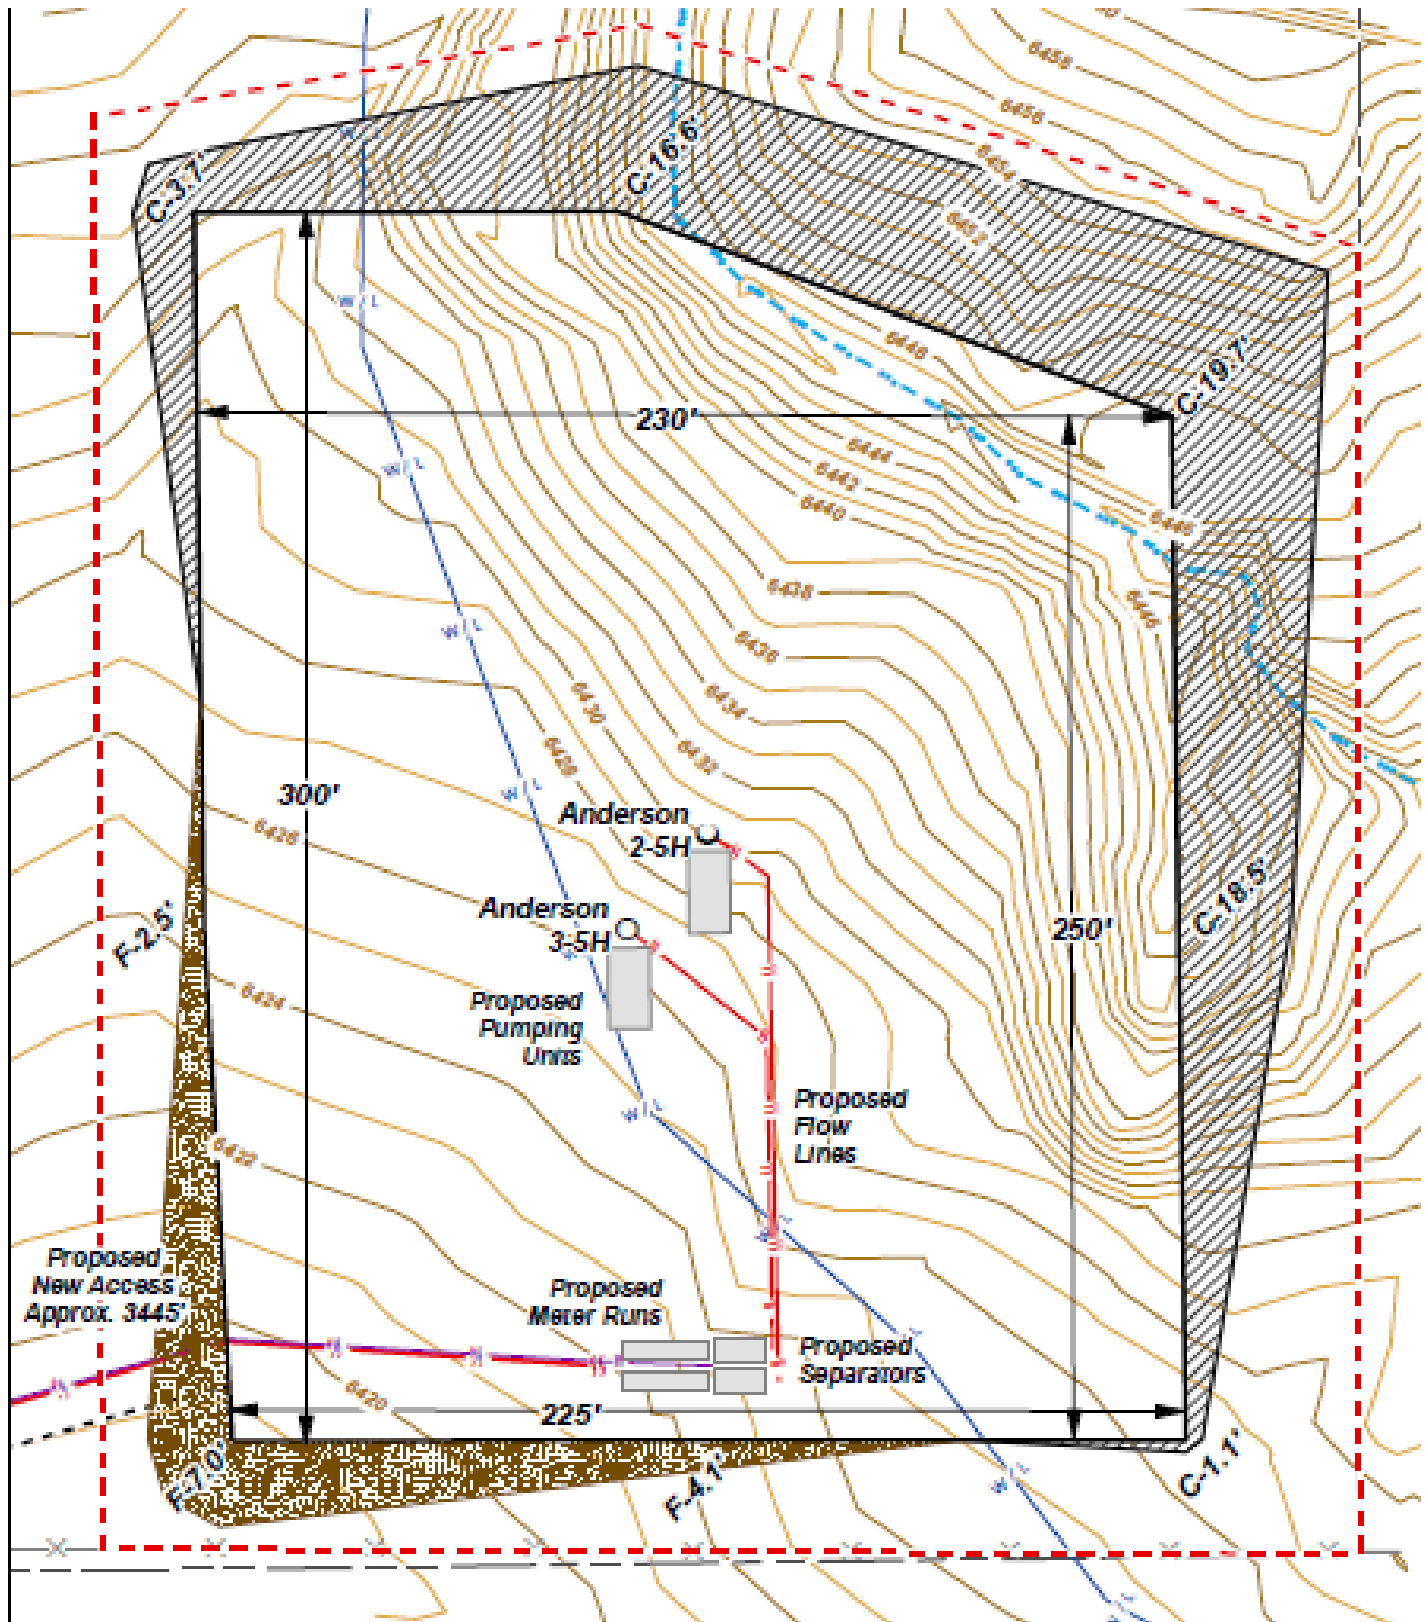 6458
6456
6454
6452
C-3.7'
C-16.6'
W/L
W/L
6448
C-19.7'
230'
6444
6442
6440
6446
W/L
6438
6446
W/L
6436
6434
6430
6432
6428
W/L
300'
Anderson
2-5H
6426
C-18.5'
Anderson
3-5H
250'
F-2.5'
6424
Proposed
Pumping
Units
W/L
Proposed
Flow
Lines
6422
Proposed
New Access
Approx. 3445'
Proposed
Meter Runs
Proposed
Separators
6420
225'
F-7.0'
F-4.1'
C-1.1'
W/L